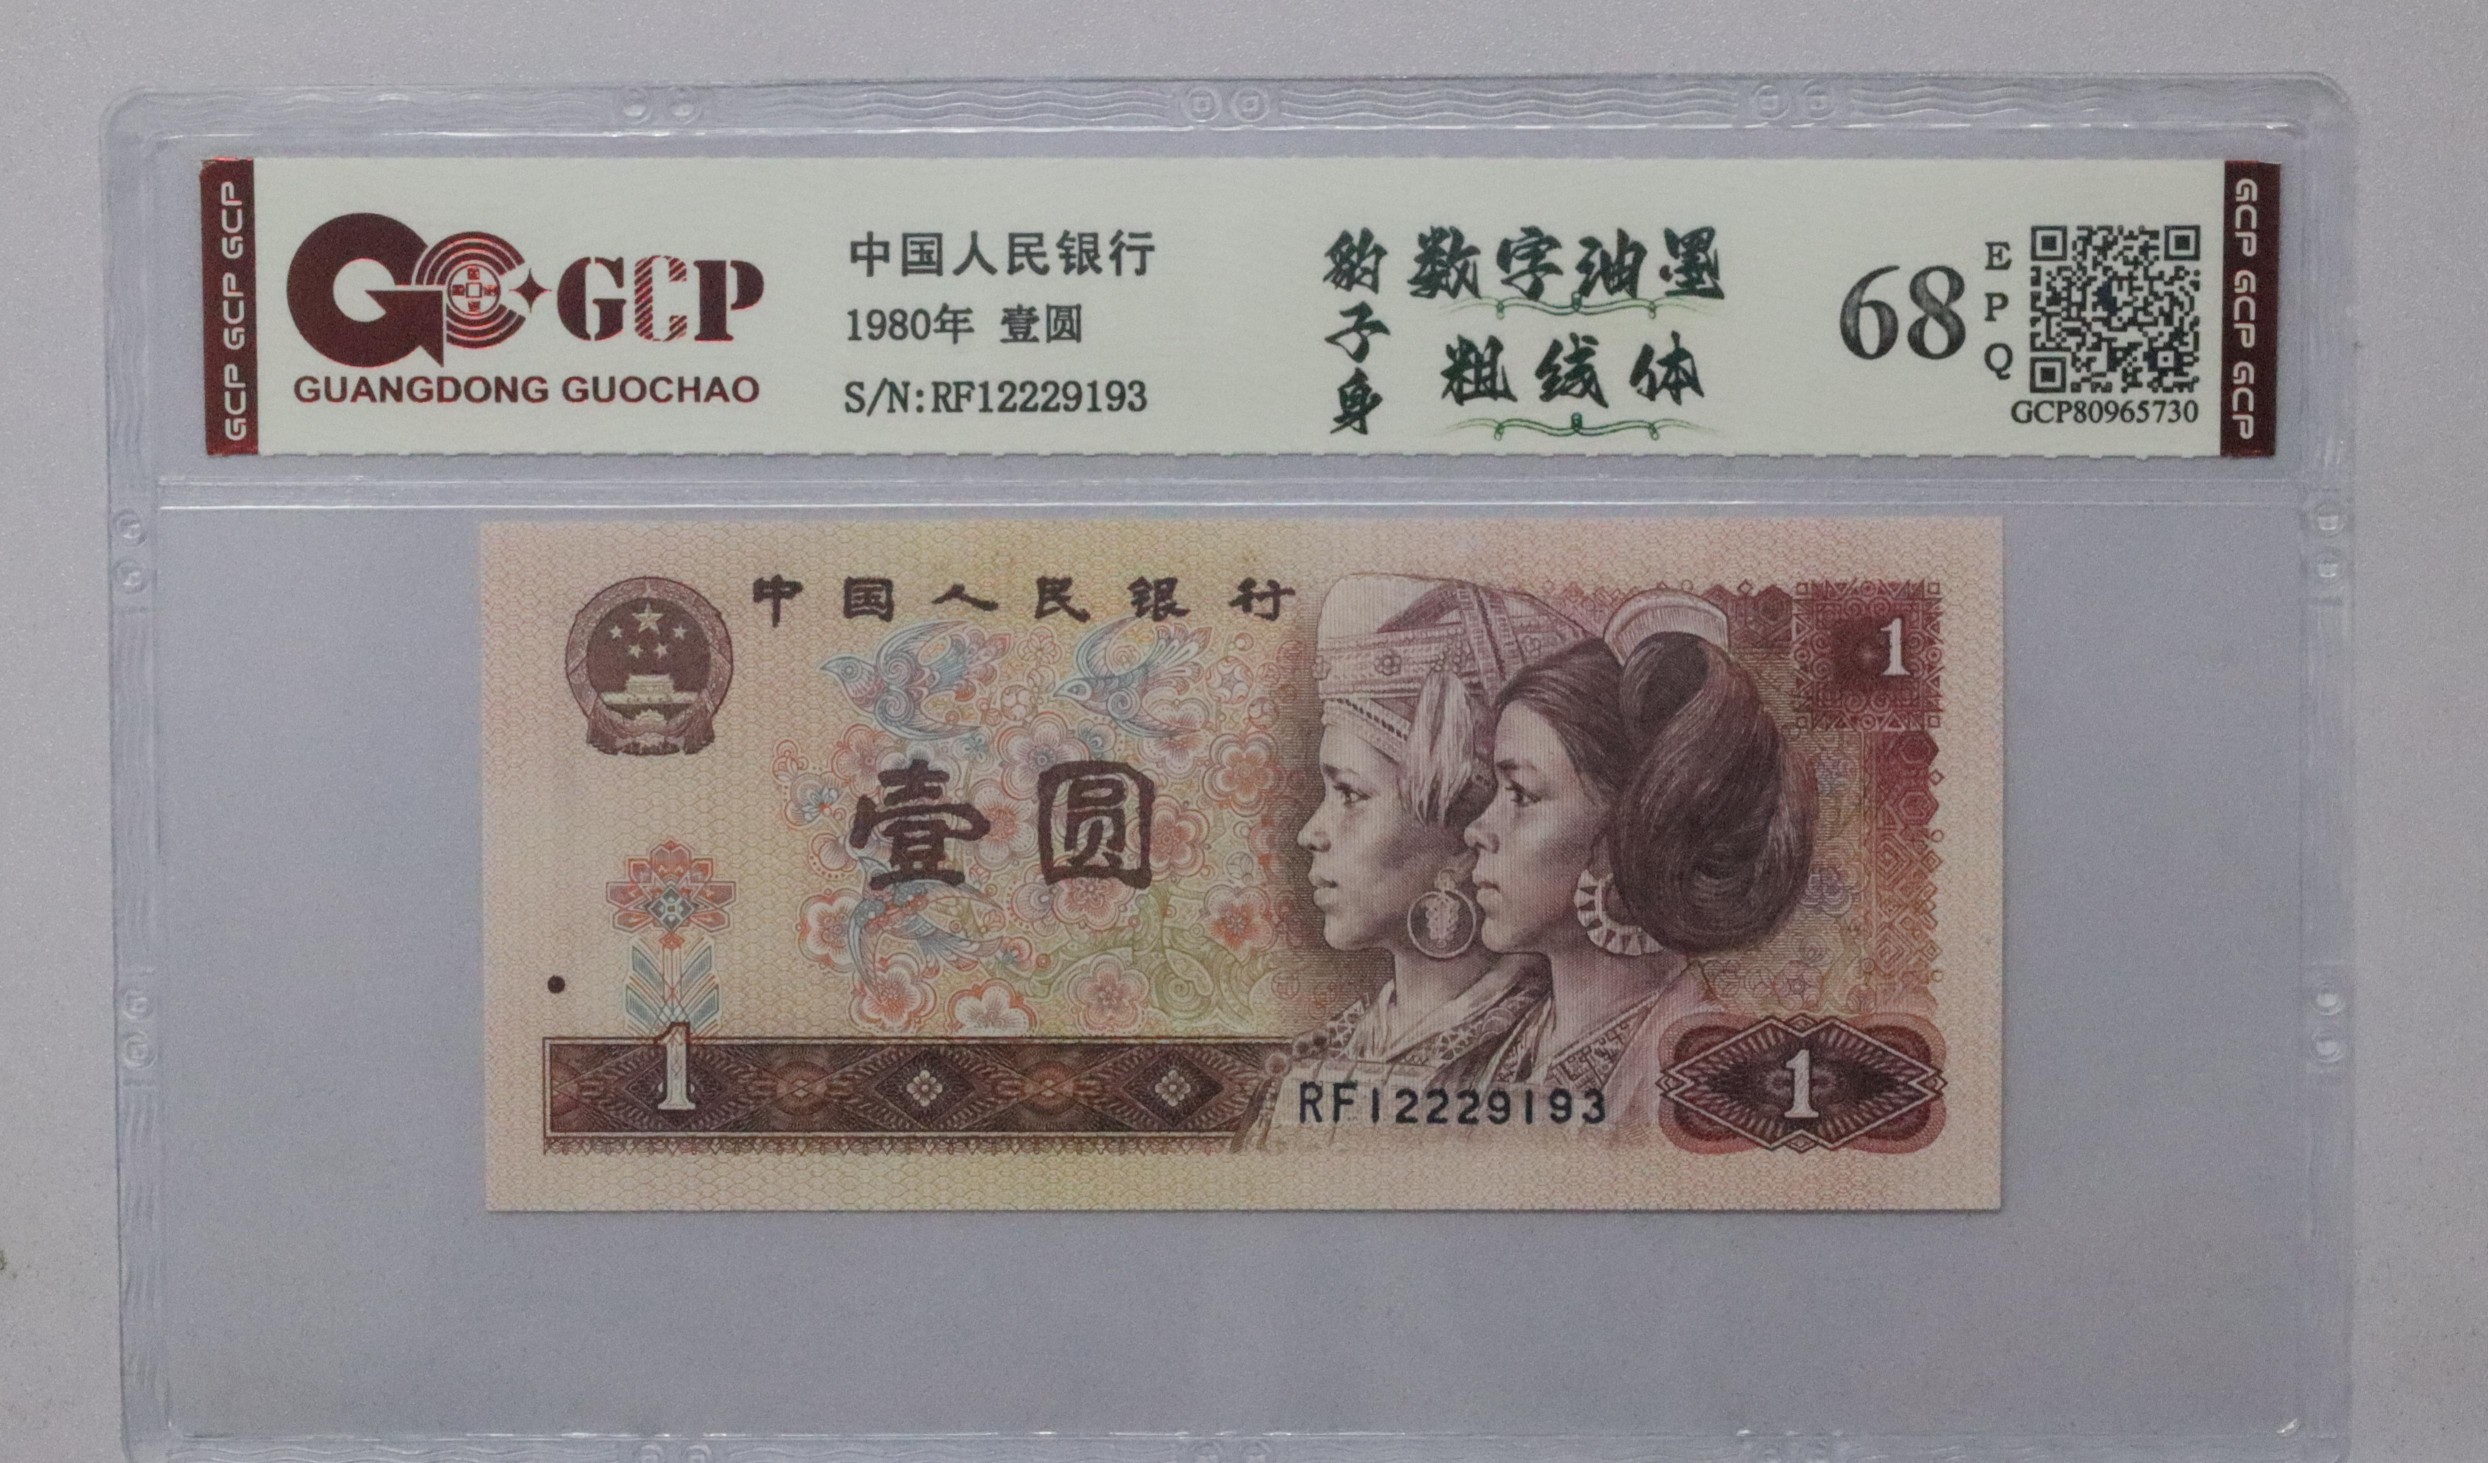 GCP GCP GCP
GCP
GUANGDONG GUOCHAO
中国人民银行
1980年 壹圆
S/N:RF12229193
豹子身
数字油墨
粗线体
68
EPQ
GCP80965730
GCP GCP GCP
中国人民银行
1
壹圆
1
RF12229193
1